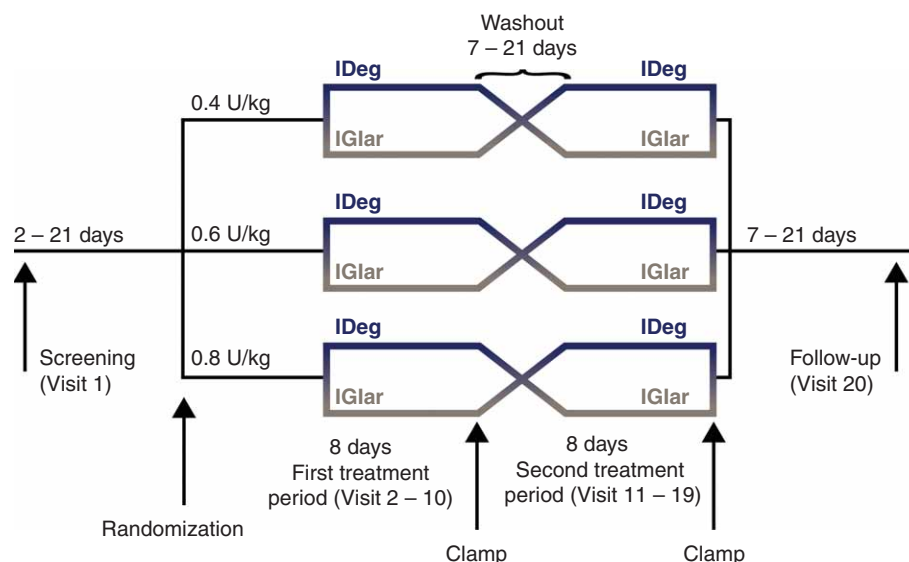 Washout
7 – 21 days
IDeg
IDeg
0.4 U/kg
IGlar
IGlar
IDeg
IDeg
2 – 21 days
0.6 U/kg
7 – 21 days
IGlar
IGlar
IDeg
IDeg
0.8 U/kg
Screening
(Visit 1)
Follow-up
(Visit 20)
IGlar
IGlar
8 days
First treatment
period (Visit 2 – 10)
8 days
Second treatment
period (Visit 11 – 19)
Randomization
Clamp
Clamp